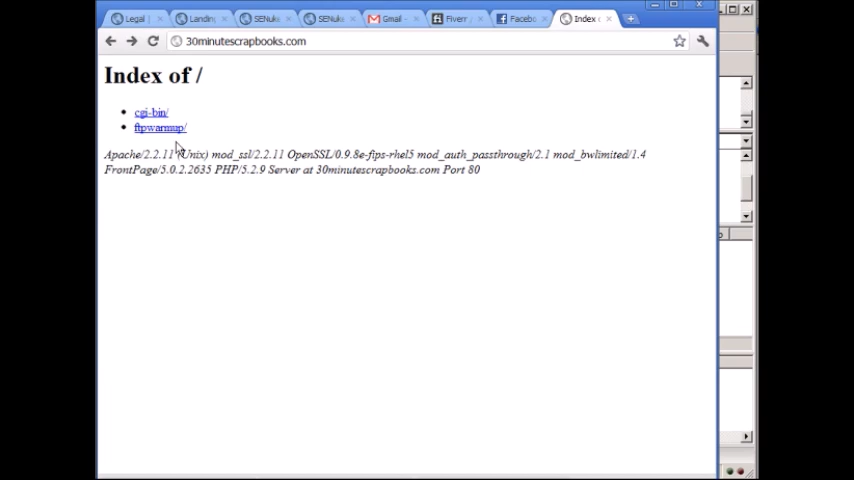 Legal |
Landin
SENuke
SENuke
Gmail -
Fiverr
Facebo
Index
30minutescrapbooks.com
Index of /
cgi-bin/
ftpwarmup/
Apache/2.2.11 (Unix) mod_ssl/2.2.11 OpenSSL/0.9.8e-fips-rhel5 mod_auth_passthrough/2.1 mod_bwlimited/1.4
FrontPage/5.0.2.2635 PHP/5.2.9 Server at 30minutescrapbooks.com Port 80